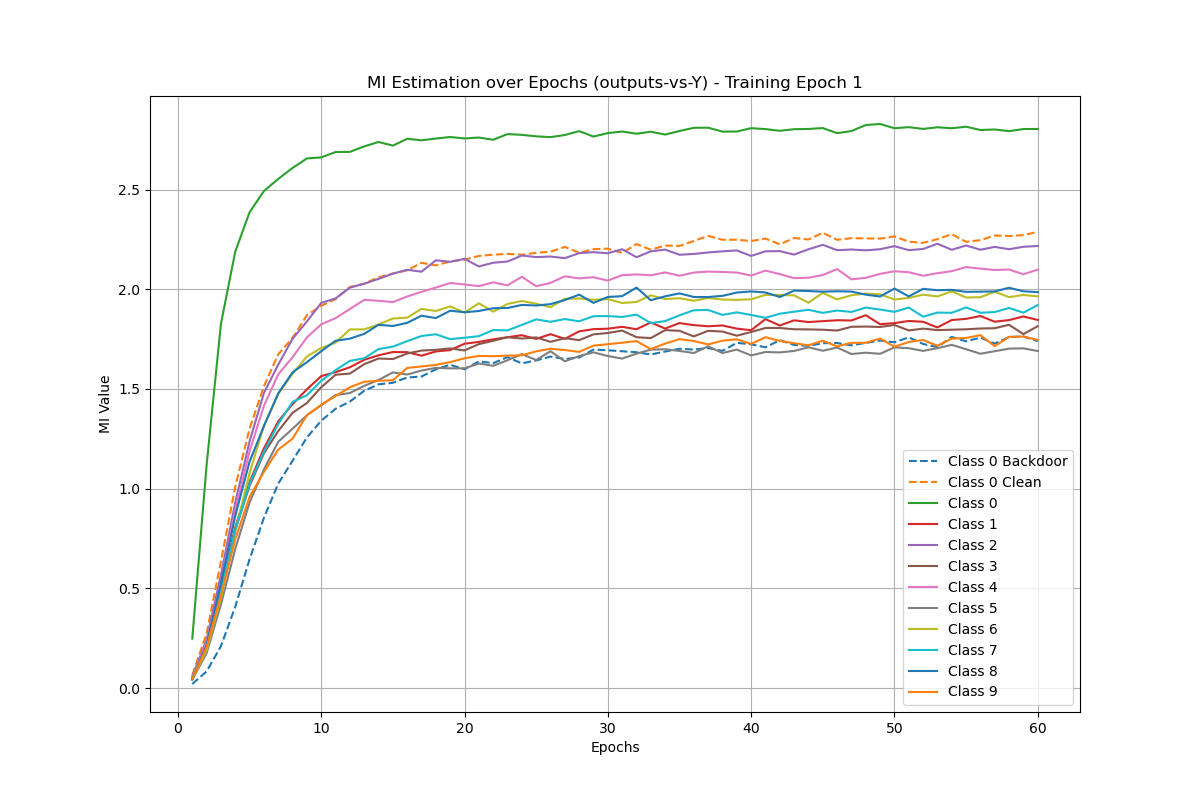 MI Estimation over Epochs (outputs-vs-Y) - Training Epoch 1
MI Value
2.5
2.0
1.5
1.0
0.5
0.0
0
10
20
30
40
50
60
Epochs
Class 0 Backdoor
Class 0 Clean
Class 0
Class 1
Class 2
Class 3
Class 4
Class 5
Class 6
Class 7
Class 8
Class 9